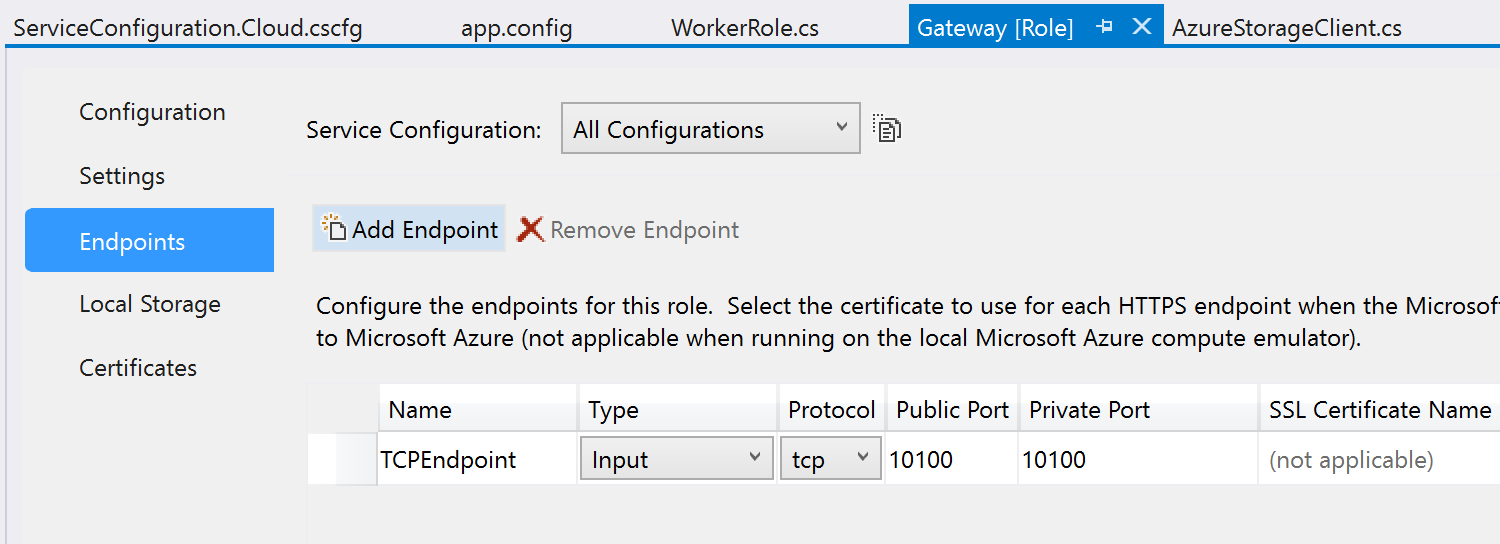 ServiceConfiguration.Cloud.cscfg app.config WorkerRole.cs Gateway [Role] AzureStorageClient.cs
Configuration
Service Configuration: All Configurations
Settings
Endpoints
Add Endpoint Remove Endpoint
Local Storage
Configure the endpoints for this role.  Select the certificate to use for each HTTPS endpoint when the Microsof
to Microsoft Azure (not applicable when running on the local Microsoft Azure compute emulator).
Certificates
Name Type Protocol Public Port Private Port SSL Certificate Name
TCPEndpoint Input tcp 10100 10100 (not applicable)